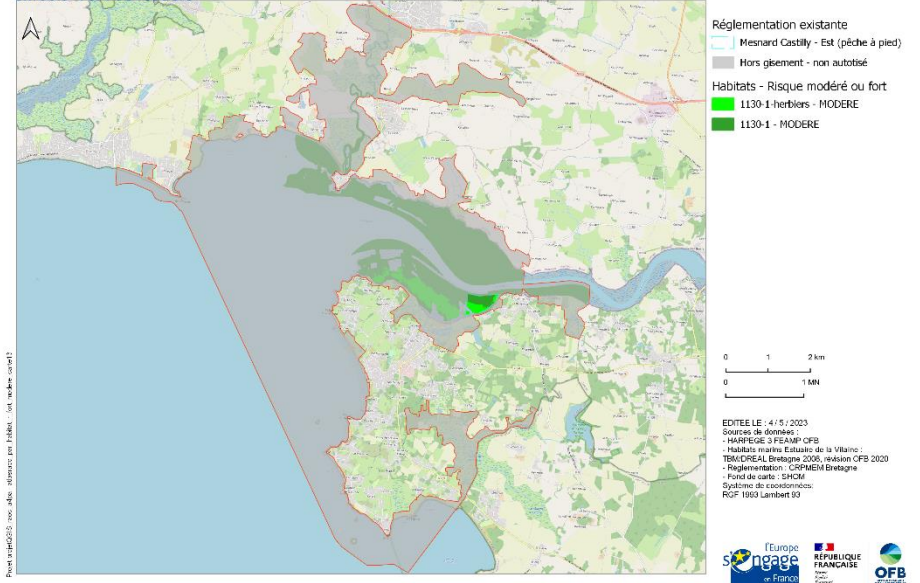 Réglementation existante
Mesnard Castilly - Est (pêche à pied)
Hors gisement - non autotisé
Habitats - Risque modéré ou fort
1130-1-herbiers - MODERE
1130-1 - MODERE
0 1 2 km
0 1 MN
EDITEE LE : 4 / 5 / 2023
Sources de données :
- HARPEGE 3 FEAMP OFB
- Habitats marins Estuaire de la Vilaine :
TBM/DREAL Bretagne 2006, révision OFB 2020
- Réglementation : CRPMEM Bretagne
- Fond de carte : SHOM
Système de coordonnées:
RGF 1993 Lambert 93
l'Europe
s'engage
en France
RÉPUBLIQUE
FRANÇAISE
OFB